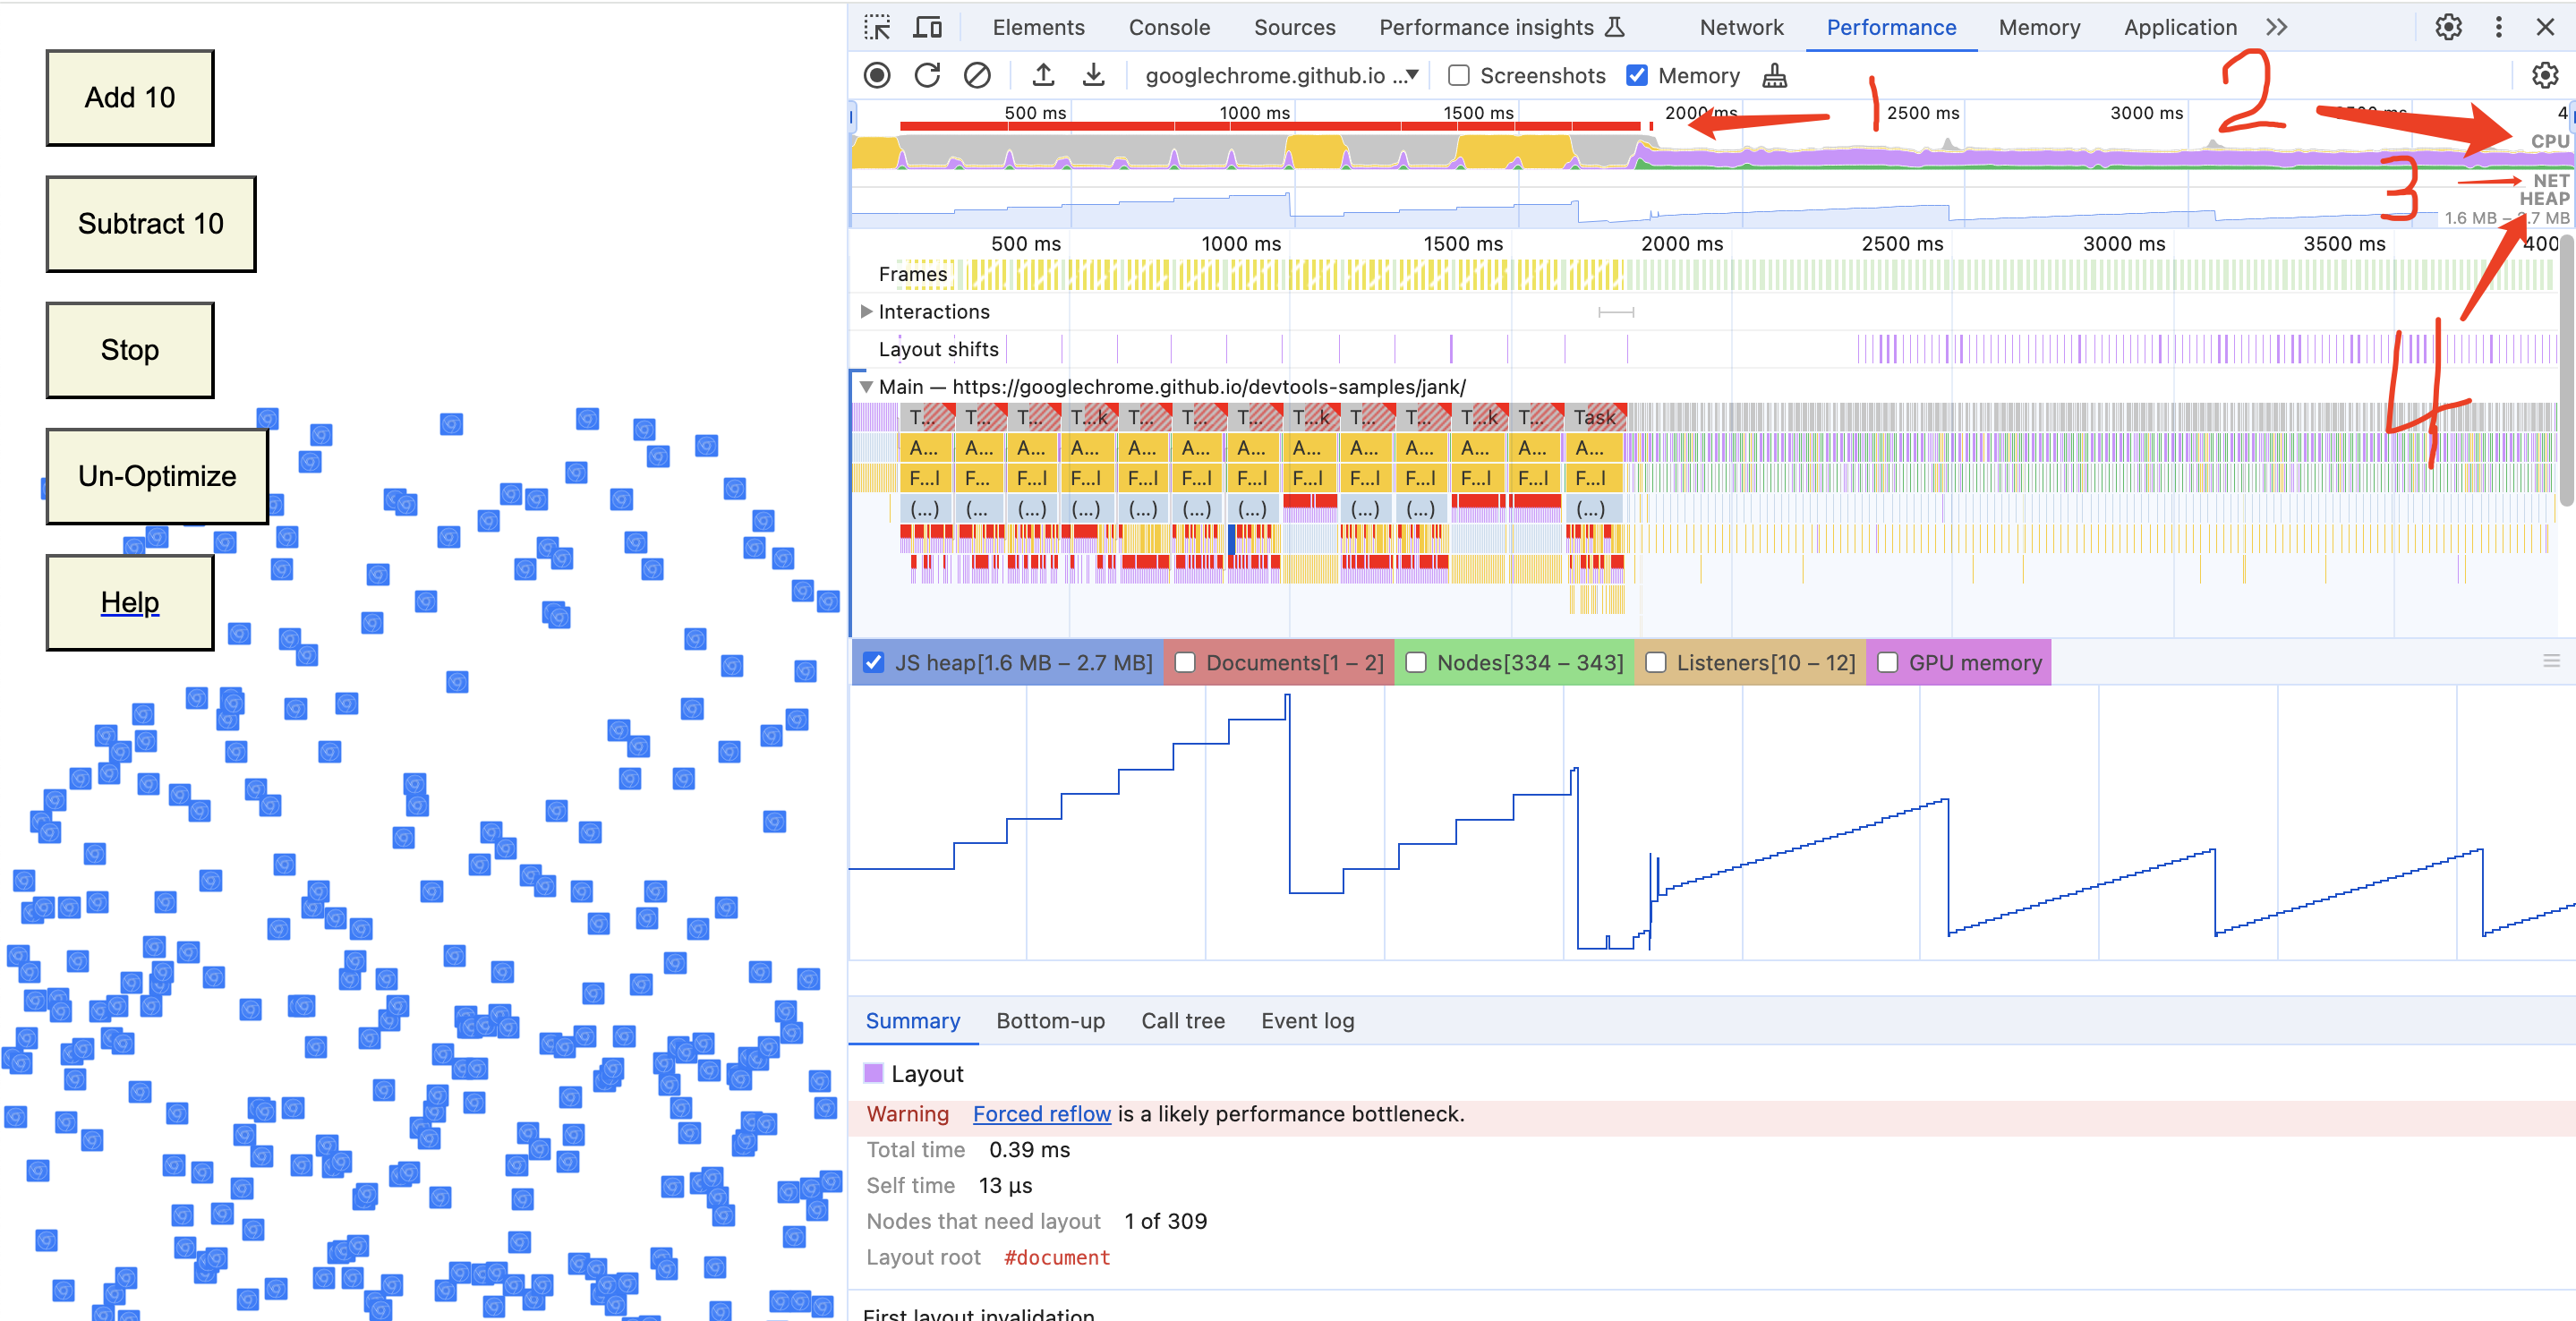 Add 10
Subtract 10
Stop
Un-Optimize
Help
Elements Console Sources Performance insights Network Performance Memory Application
googlechrome.github.io ... Screenshots Memory
500 ms 1000 ms 1500 ms 2000 ms 2500 ms 3000 ms 4
1 2
CPU
3 NET
HEAP
1.6 MB – 2.7 MB
500 ms 1000 ms 1500 ms 2000 ms 2500 ms 3000 ms 3500 ms 400
Frames
Interactions
Layout shifts
4
Main — https://googlechrome.github.io/devtools-samples/jank/
T... T... T... T...k T... T... T... T...k T... T... T...k T... Task
A... A... A... A... A... A... A... A... A... A... A... A... A...
F...l F... F...l F...l F...l F...l F...l F...l F...l F...l F...l F...l F...l
(...) (... (...) (...) (...) (...) (...) (...) (...) (...)
JS heap[1.6 MB – 2.7 MB] Documents[1 – 2] Nodes[334 – 343] Listeners[10 – 12] GPU memory
Summary Bottom-up Call tree Event log
Layout
Warning Forced reflow is a likely performance bottleneck.
Total time 0.39 ms
Self time 13 μs
Nodes that need layout 1 of 309
Layout root #document
First layout invalidation